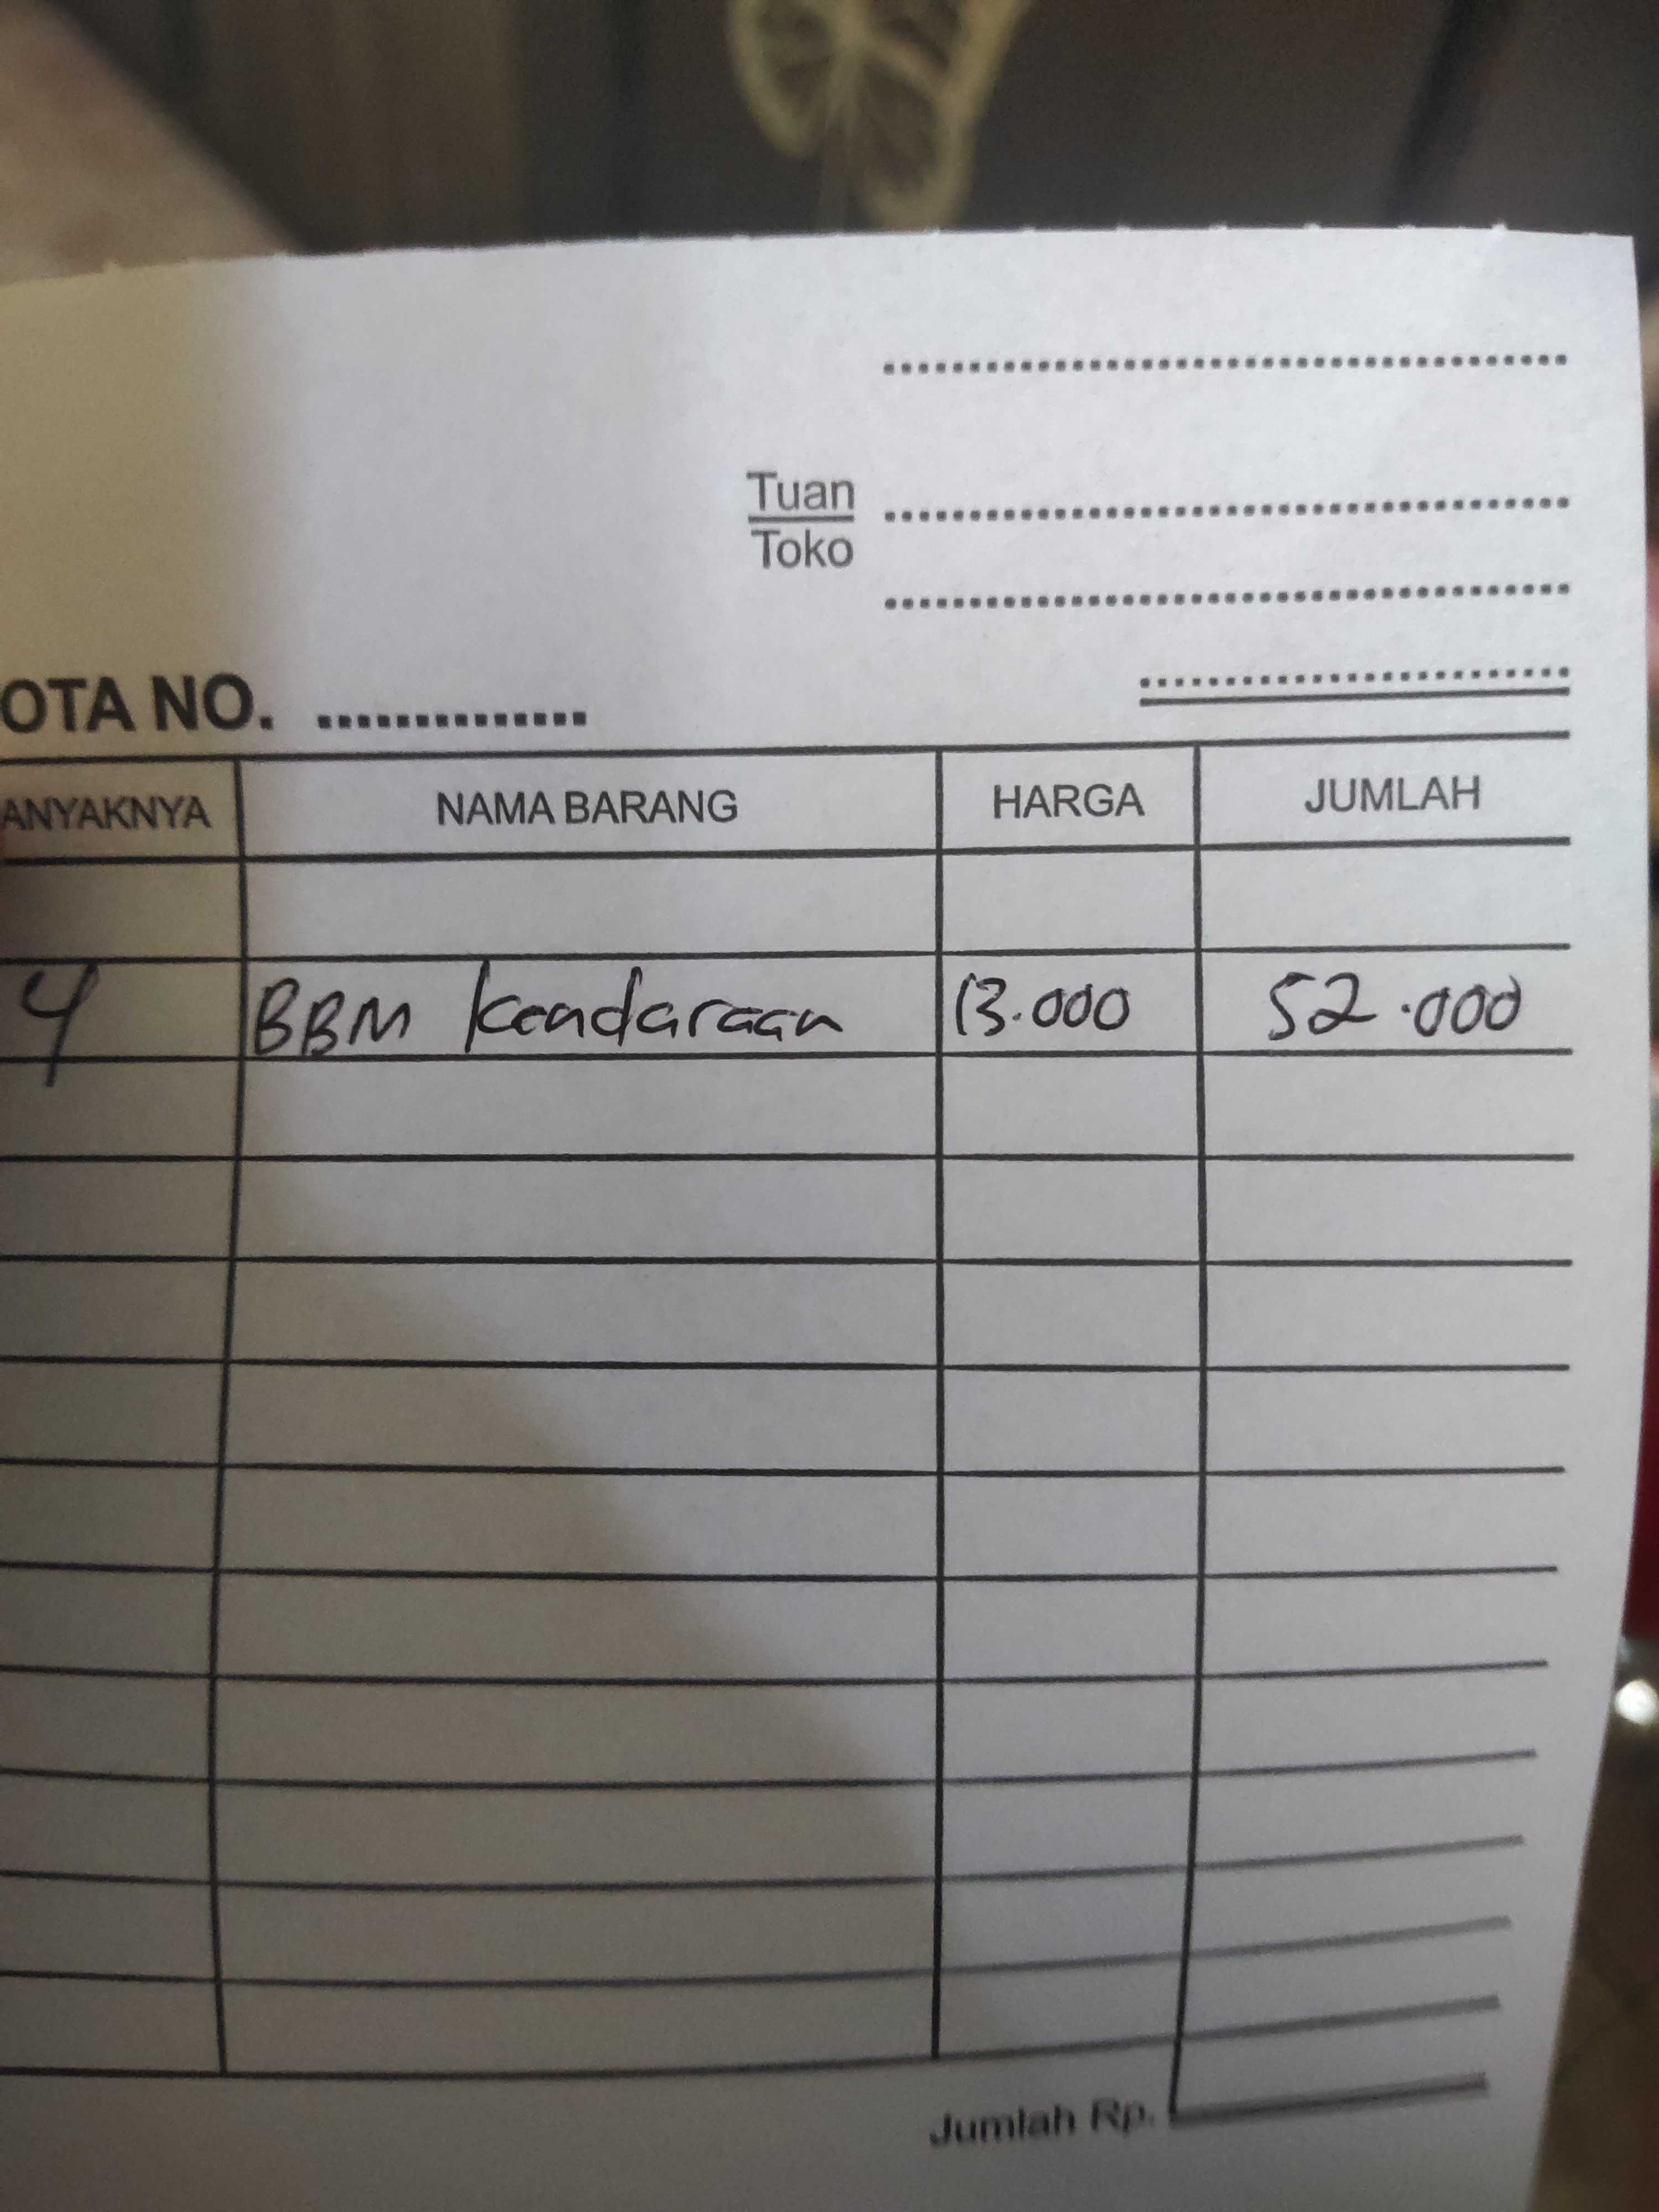 Tuan
Toko
OTA NO. ..............
ANYAKNYA NAMA BARANG HARGA JUMLAH
4 BBM kendaraan 13.000 52.000
Jumlah Rp.